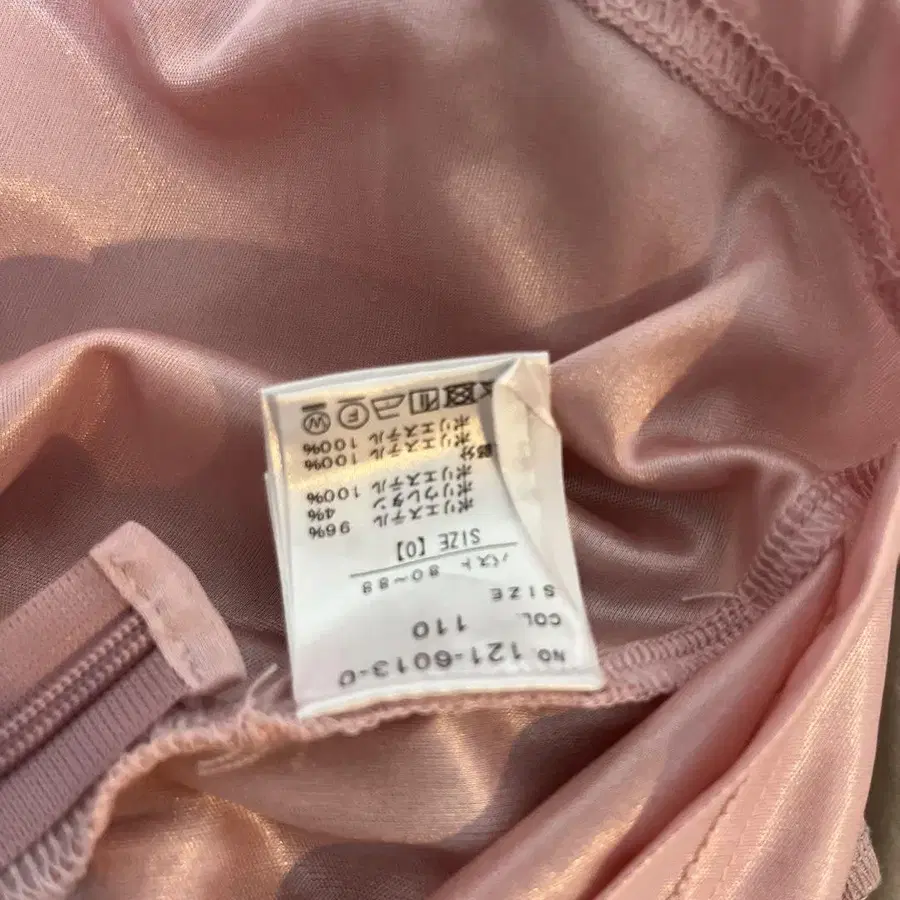 NO. 121-6013-0
COL. 110
SIZE
バスト 80~88
SIZE [0]
ポリエステル 96%
ポリウレタン 4%
ポリエステル 100%
部分
ポリエステル 100%
ポリエステル 100%
F W